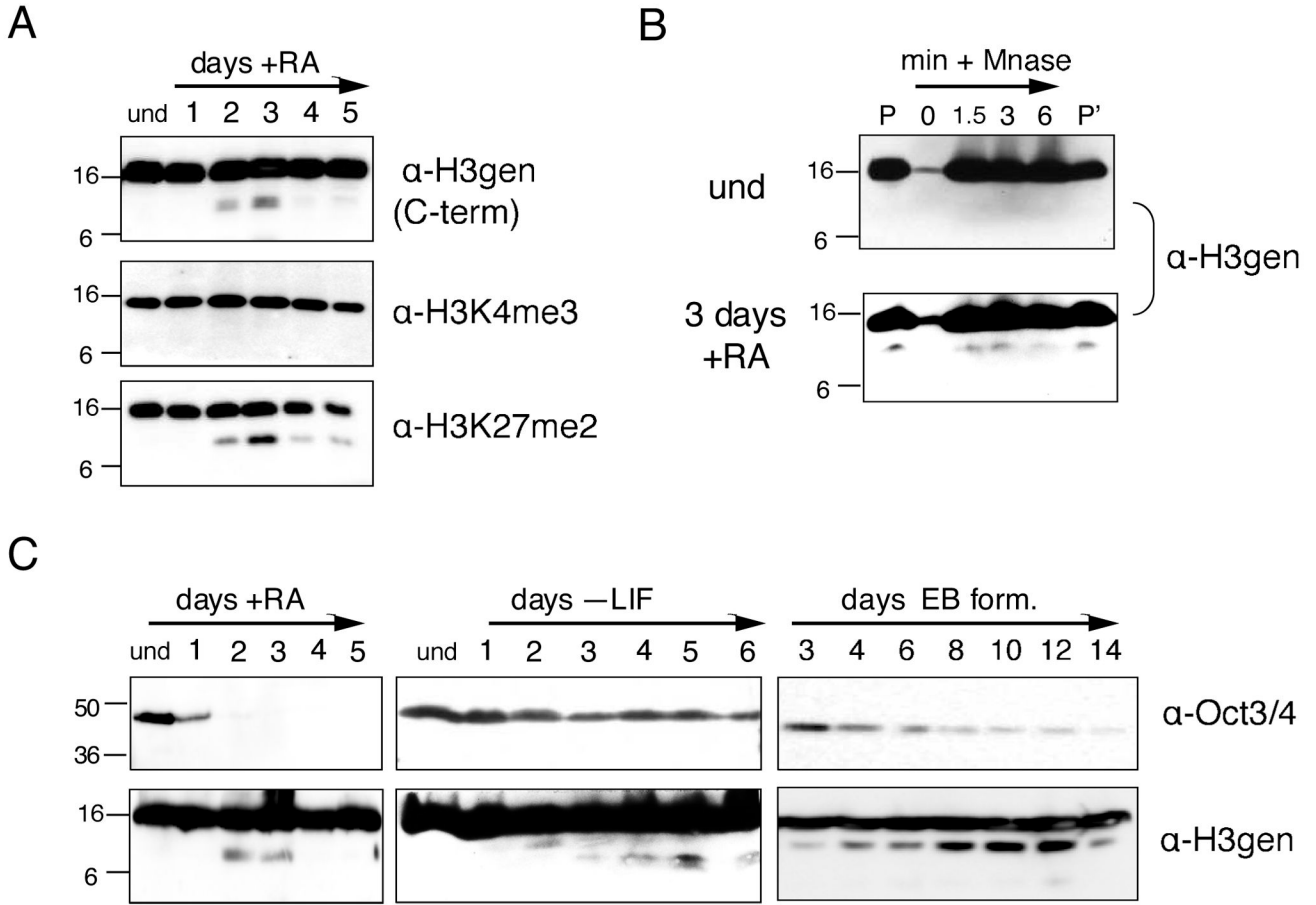 A
days +RA
und 1 2 3 4 5
16
6
α-H3gen
(C-term)
16
6
α-H3K4me3
16
6
α-H3K27me2
B
min + Mnase
P 0 1.5 3 6 P'
und
16
6
3 days
+RA
16
6
α-H3gen
C
days +RA
und 1 2 3 4 5
days —LIF
und 1 2 3 4 5 6
days EB form.
3 4 6 8 10 12 14
50
36
α-Oct3/4
16
6
α-H3gen